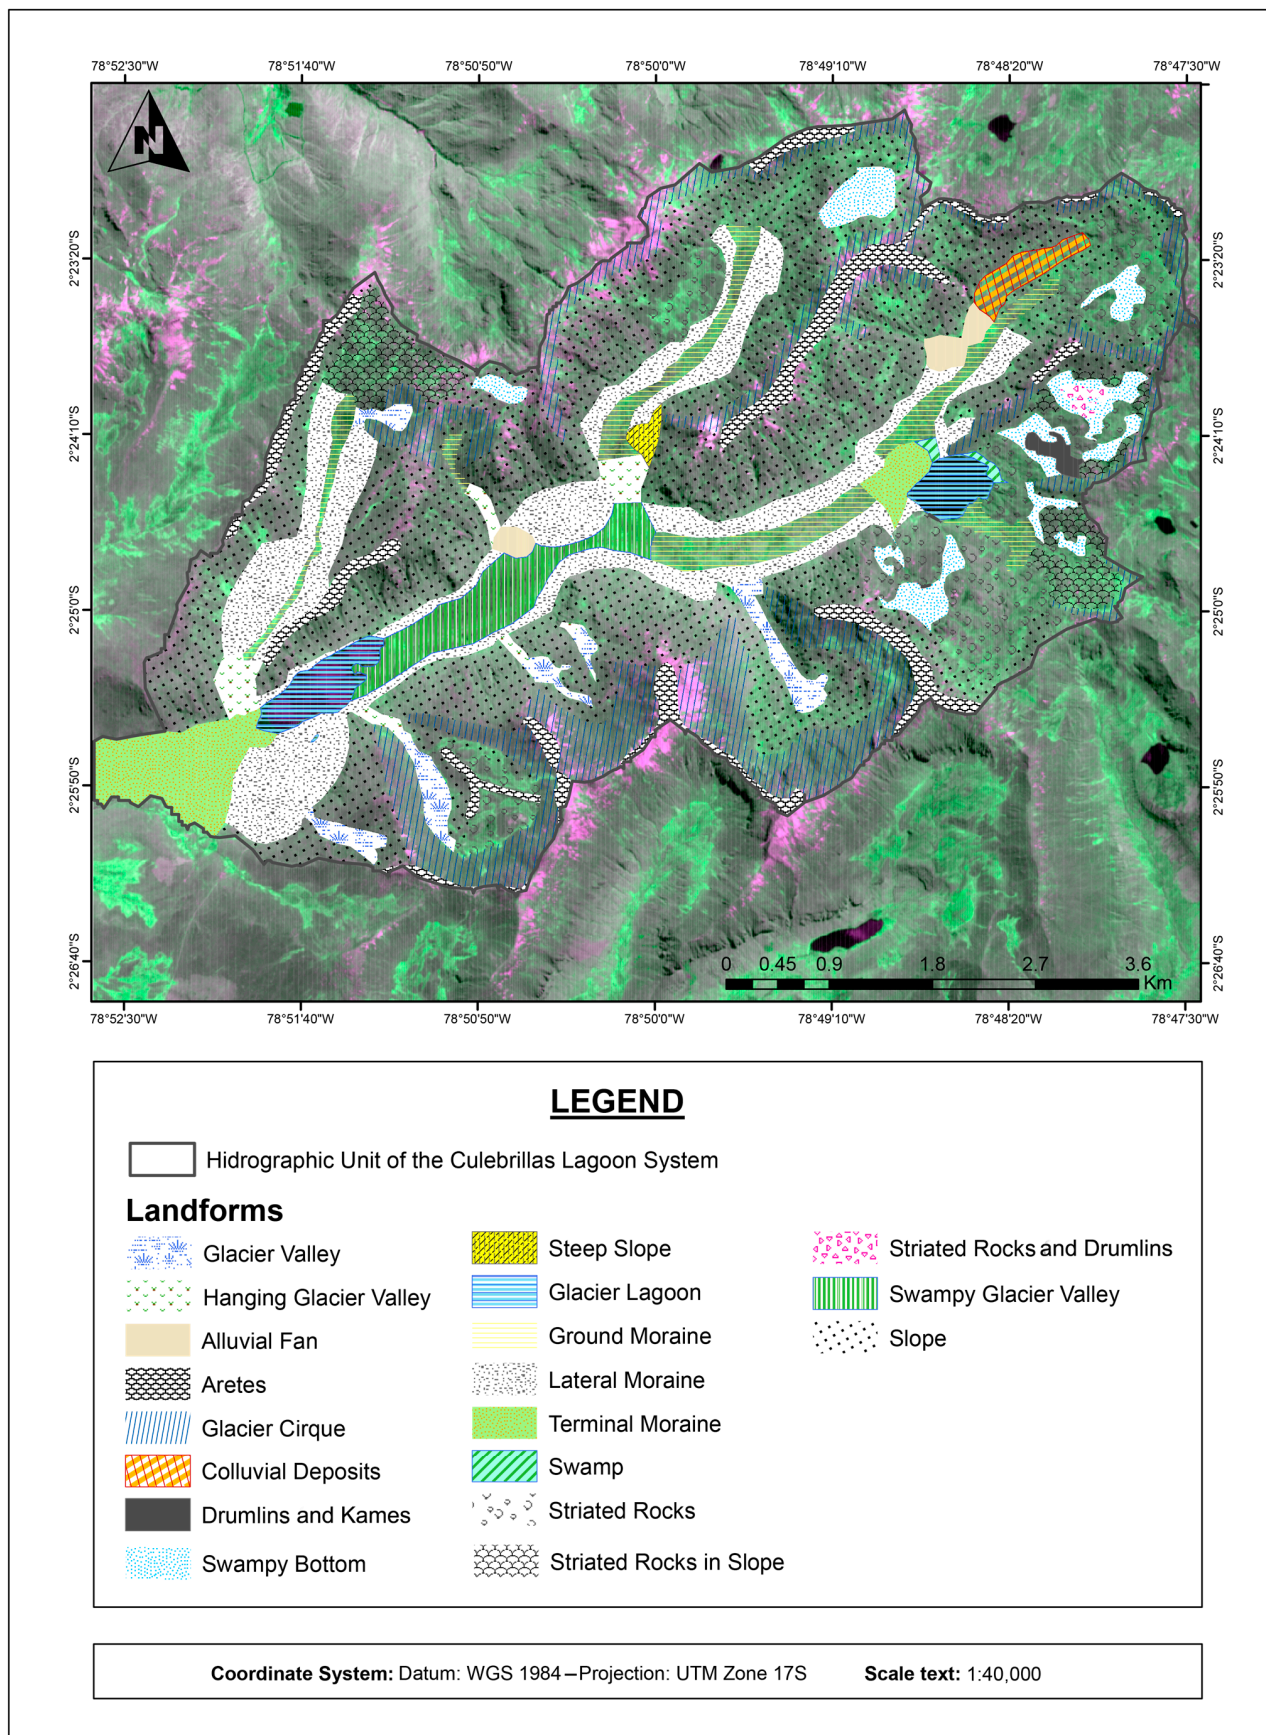 78°52'30"W 78°51'40"W 78°50'50"W 78°50'0"W 78°49'10"W 78°48'20"W 78°47'30"W
N
2°23'20"S 2°23'20"S
2°24'10"S 2°24'10"S
2°25'0"S 2°25'0"S
2°25'50"S 2°25'50"S
2°26'40"S 2°26'40"S
0 0.45 0.9 1.8 2.7 3.6
Km
78°52'30"W 78°51'40"W 78°50'50"W 78°50'0"W 78°49'10"W 78°48'20"W 78°47'30"W
LEGEND
Hidrographic Unit of the Culebrillas Lagoon System
Landforms
Glacier Valley
Hanging Glacier Valley
Alluvial Fan
Aretes
Glacier Cirque
Colluvial Deposits
Drumlins and Kames
Swampy Bottom
Steep Slope
Glacier Lagoon
Ground Moraine
Lateral Moraine
Terminal Moraine
Swamp
Striated Rocks
Striated Rocks in Slope
Striated Rocks and Drumlins
Swampy Glacier Valley
Slope
Coordinate System: Datum: WGS 1984 – Projection: UTM Zone 17S Scale text: 1:40,000